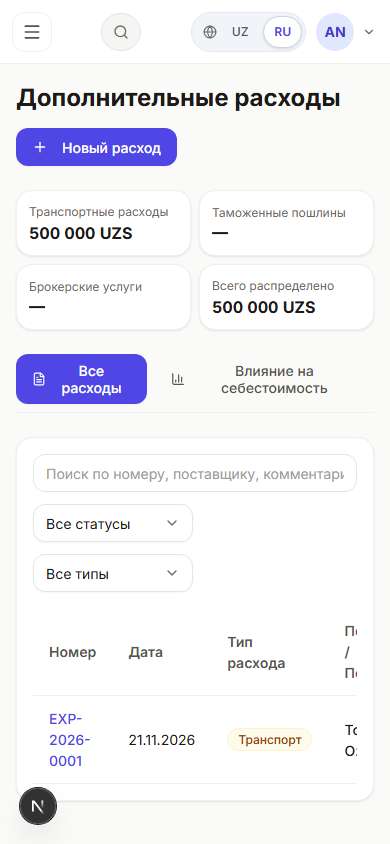 UZ
RU
AN
Дополнительные расходы
Новый расход
Транспортные расходы
500 000 UZS
Таможенные пошлины
—
Брокерские услуги
—
Всего распределено
500 000 UZS
Все
расходы
Влияние на
себестоимость
Поиск по номеру, поставщику, комментари
Все статусы
Все типы
Номер
Дата
Тип
расхода
/
EXP-
2026-
0001
21.11.2026
Транспорт
N